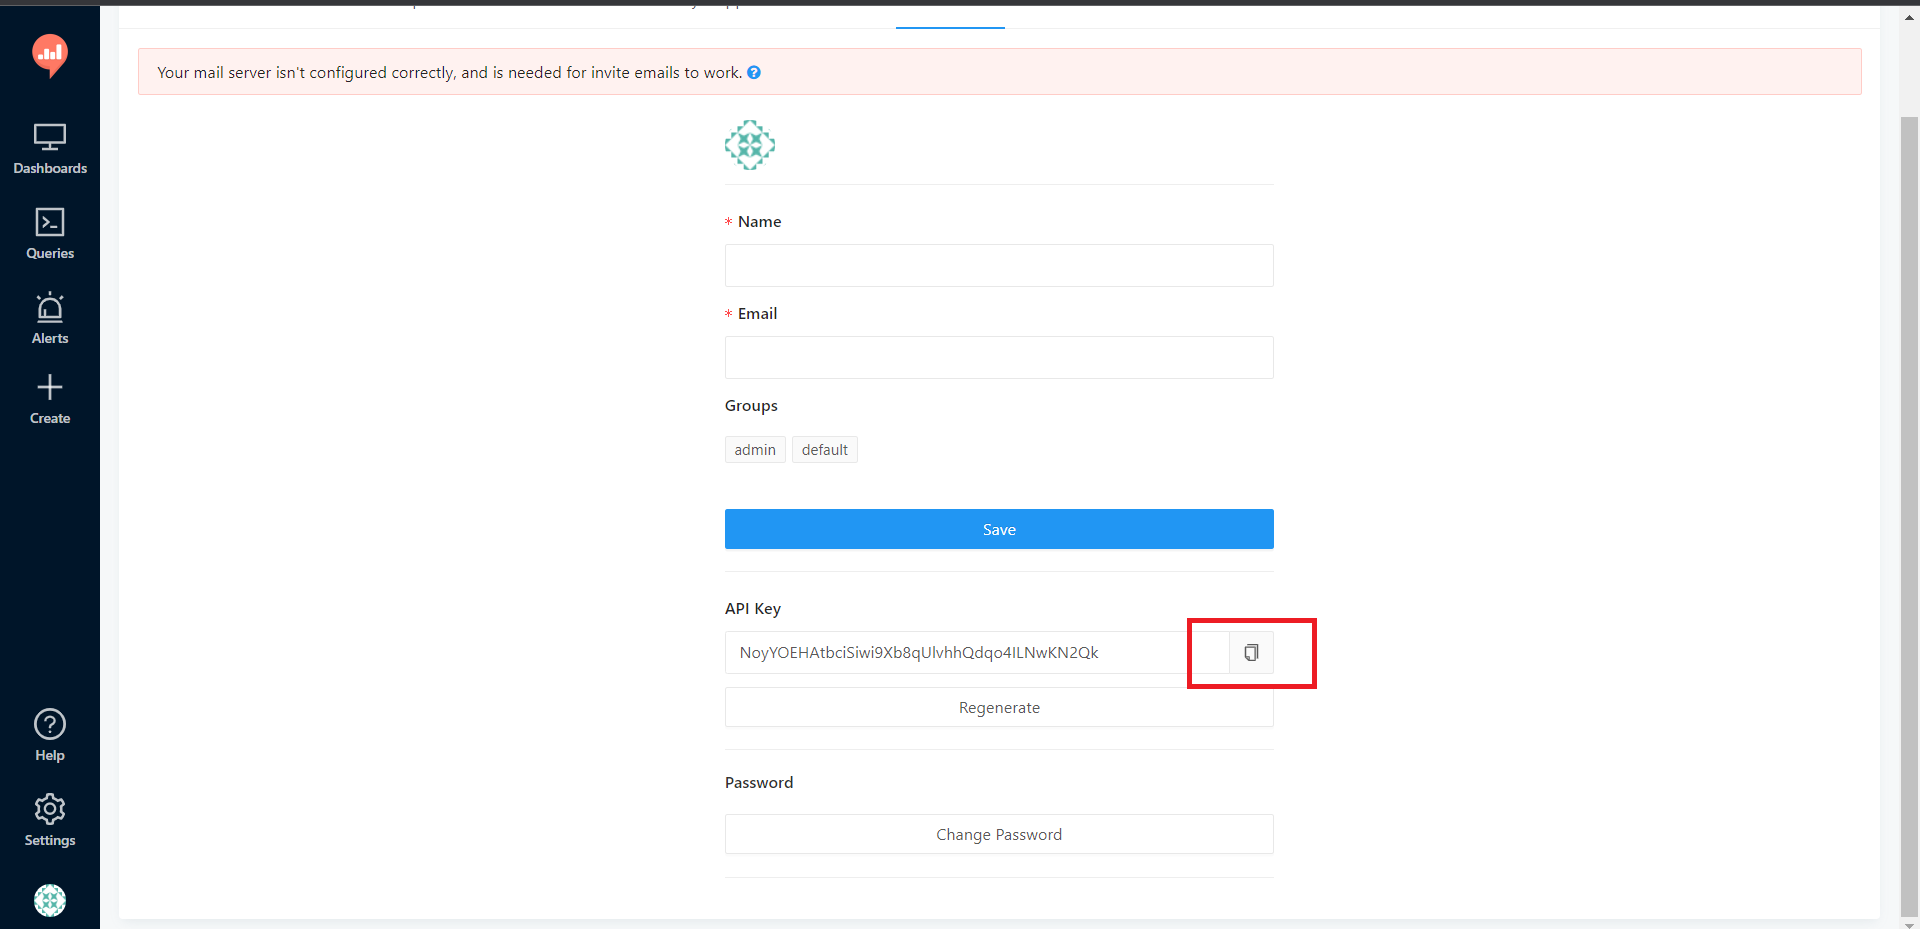 Your mail server isn't configured correctly, and is needed for invite emails to work.
Dashboards
Queries
Alerts
Create
Help
Settings
* Name
* Email
Groups
admin default
Save
API Key
NoyYOEHAtbciSiwi9Xb8qUlvhhQdqo4ILNwKN2Qk
Regenerate
Password
Change Password